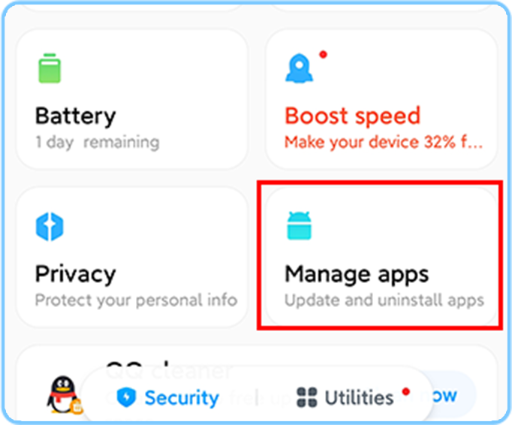 Battery
1 day remaining
Boost speed
Make your device 32% f...
Privacy
Protect your personal info
Manage apps
Update and uninstall apps
QQ cleaner
ow
Security
Utilities